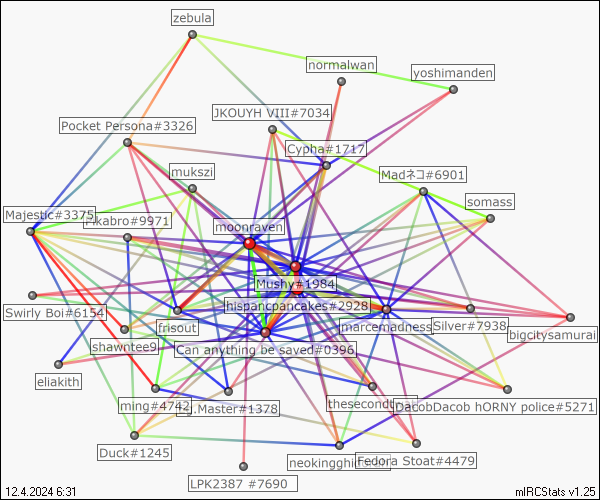 zebula
normalwan
yoshimanden
JKOUYH VIII#7034
Pocket Persona#3326
Cypha#1717
mukszi
Madネコ#6901
somass
Majestic#3375
#9971
moonraven
Mushy#1984
hispancpancakes#2928
Swirly Boi#6154
frisout
marcemadness
Silver#7938
bigcitysamurai
shawntee9
Can anything be saved#0396
eliakith
ming#4742
.Master#1378
DacobDacob hORNY police#5271
Duck#1245
Fedora Stoat#4479
LPK2387 #7690
12.4.2024 6:31
mIRCStats v1.25